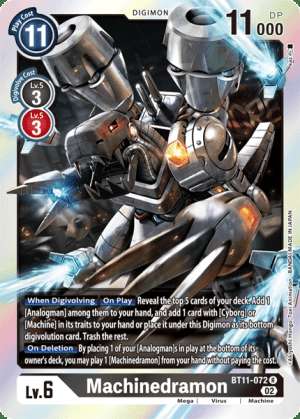 DIGIMON
Play Cost
11
11 000
DP
Digivolve Cost
Lv.5
3
Lv.5
3
When Digivolving On Play Reveal the top 5 cards of your deck. Add 1
[Analogman] among them to your hand, and add 1 card with [Cyborg] or
[Machine] in its traits to your hand or place it under this Digimon as its bottom
digivolution card. Trash the rest.
On Deletion By placing 1 [Analogman]s in play at the bottom of its
owner's deck, you may play 1 [Machinedramon] from your hand without paying the cost.
Lv.6
Machinedramon
BT11-072 R
02
Mega Virus Machine